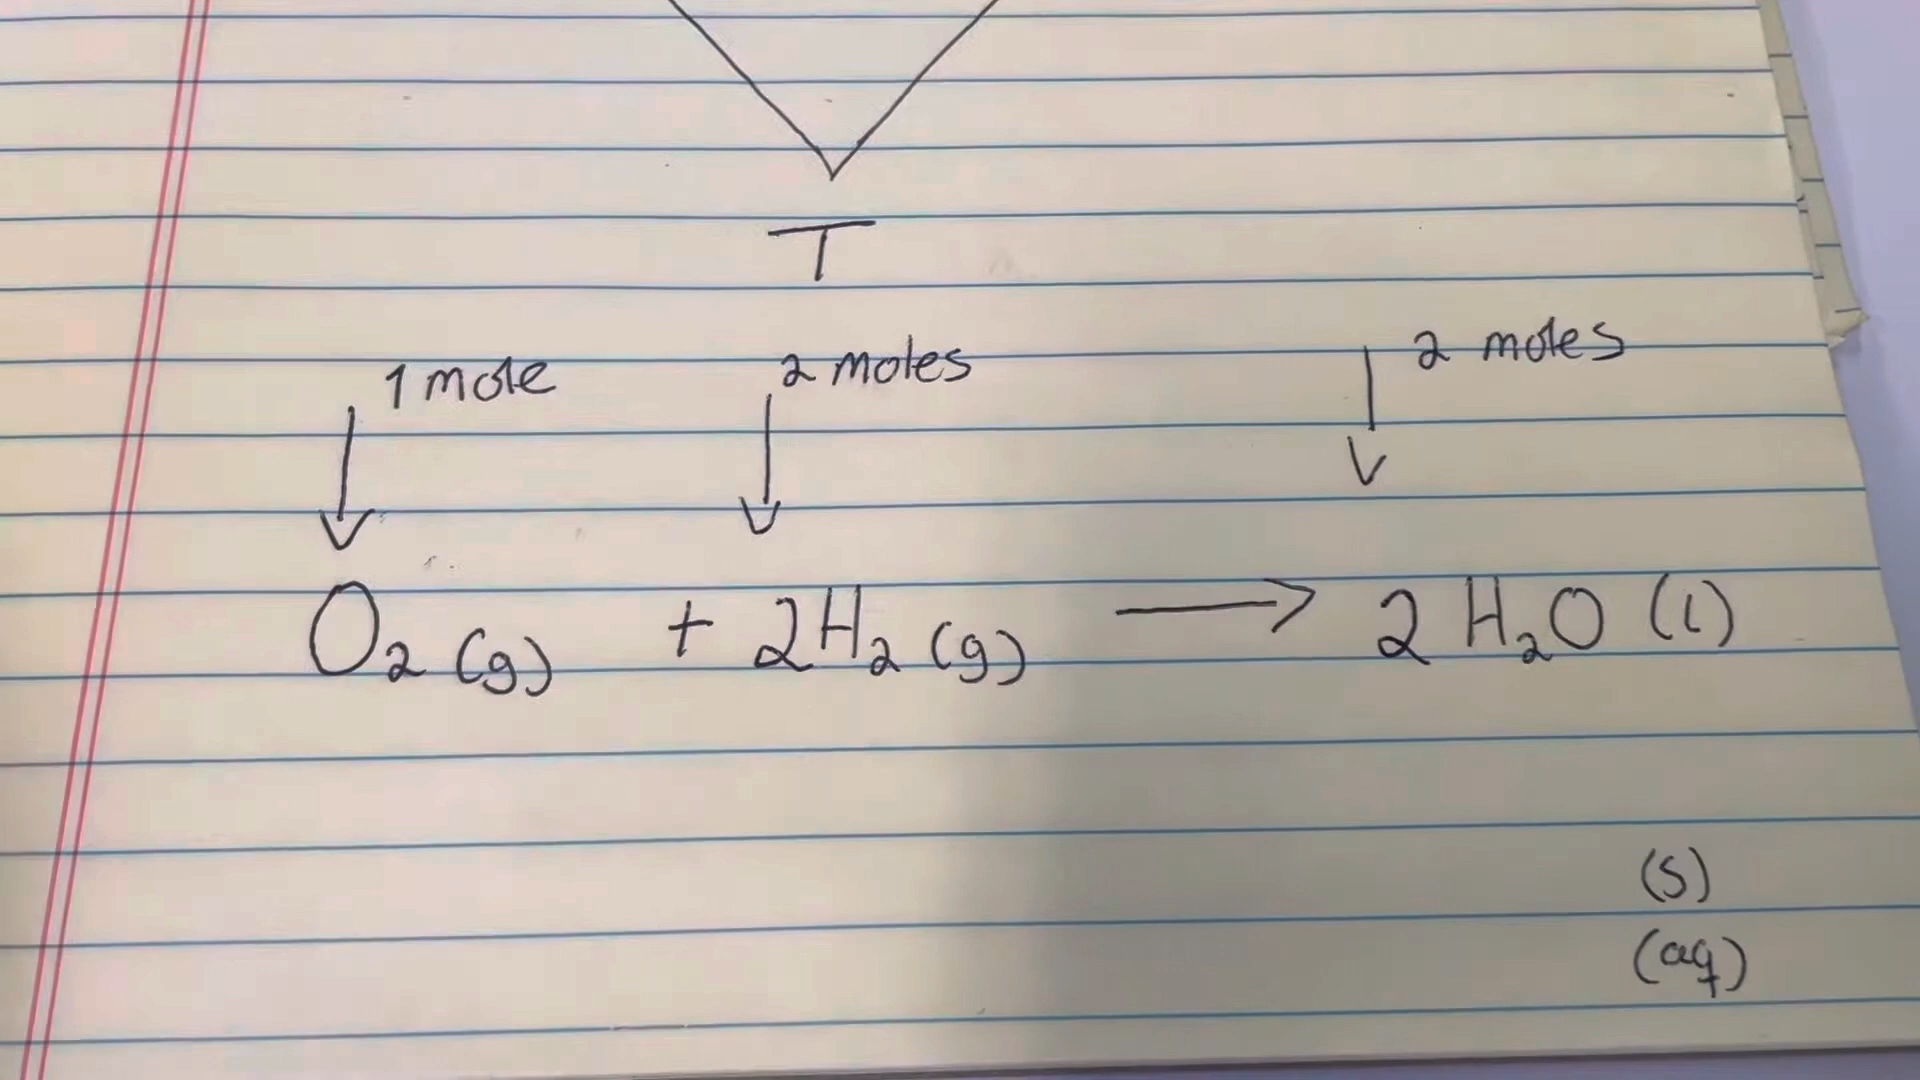 T
1 mole 2 moles 2 moles
O₂ (g) + 2H₂ (g) → 2 H₂O (l)
(s)
(aq)